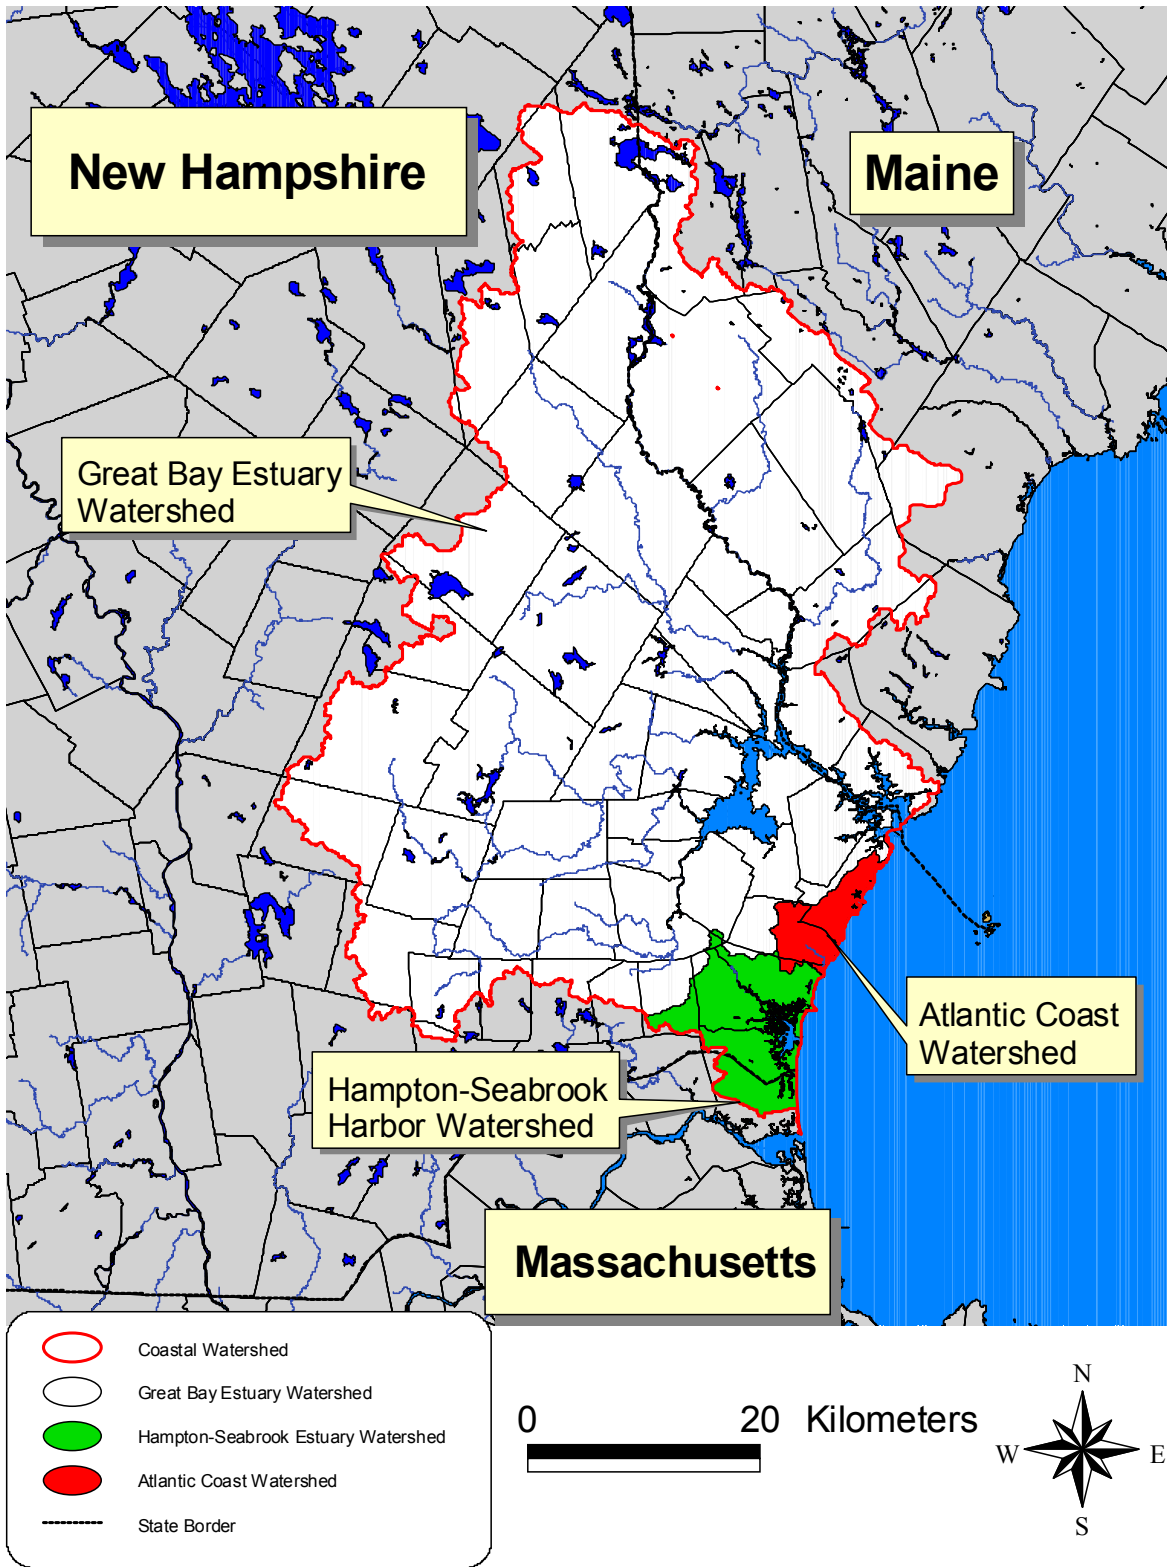 New Hampshire
Maine
Great Bay Estuary
Watershed
Atlantic Coast
Watershed
Hampton-Seabrook
Harbor Watershed
Massachusetts
Coastal Watershed
Great Bay Estuary Watershed
Hampton-Seabrook Estuary Watershed
Atlantic Coast Watershed
State Border
0 20 Kilometers
N
W E
S